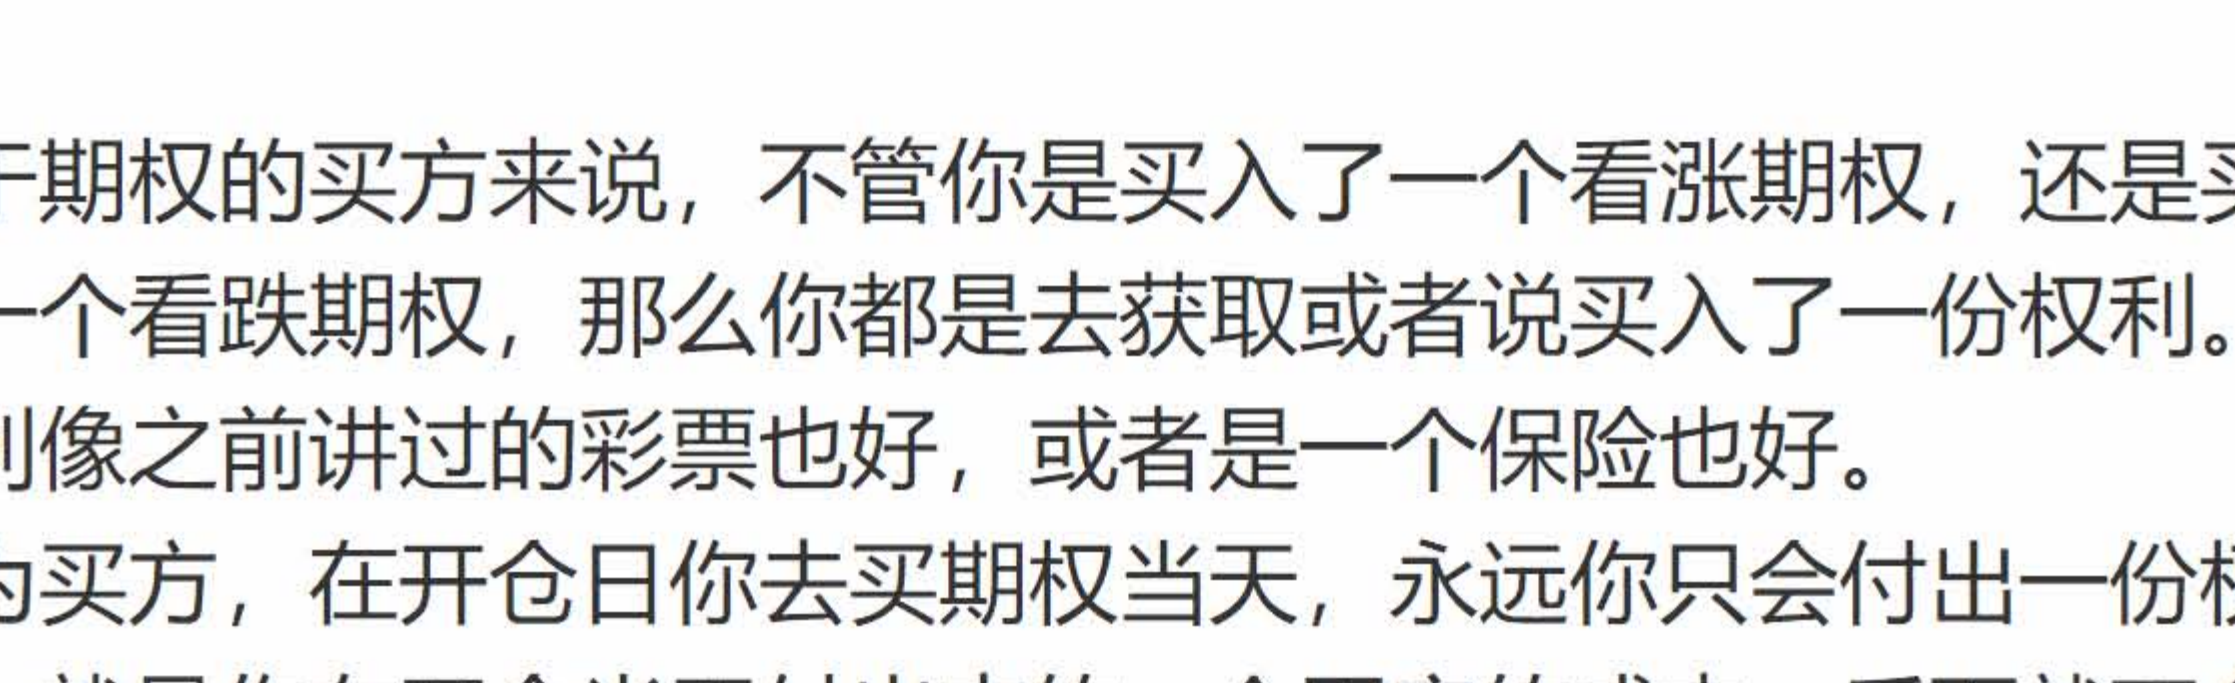 期权的买方来说，不管你是买入了一个看涨期权，还是
一个看跌期权，那么你都是去获取或者说买入了一份权利。
像之前讲过的彩票也好，或者是一个保险也好。
买方，在开仓日你去买期权当天，永远你只会付出一份